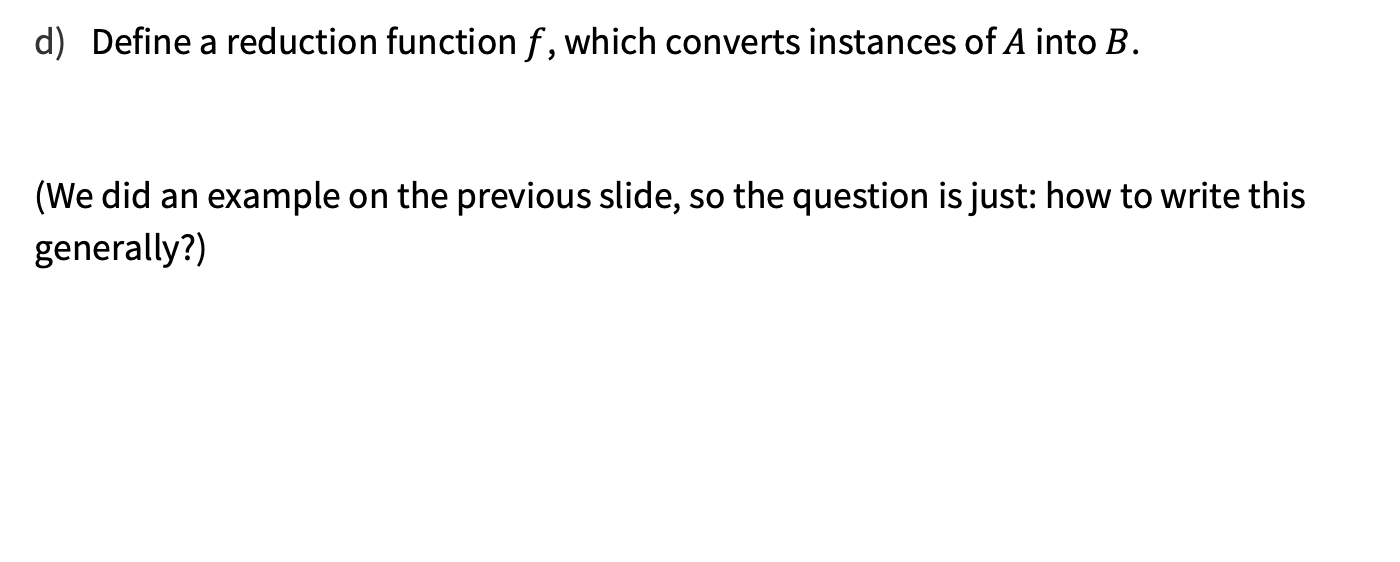 d) Define a reduction function f, which converts instances of A into B.
(We did an example on the previous slide, so the question is just: how to write this
generally?)